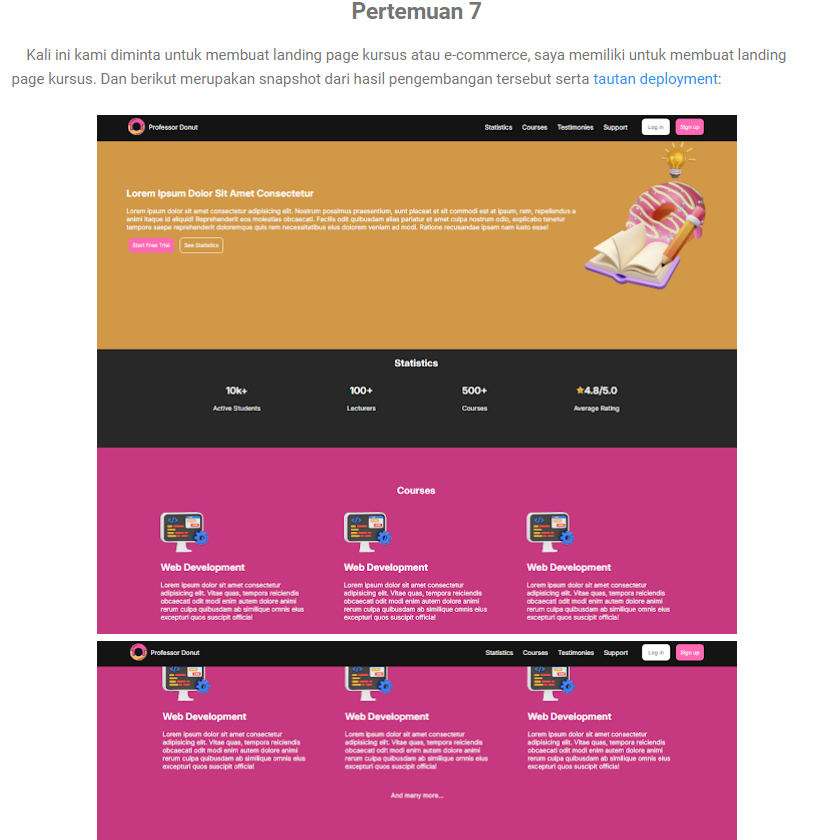 Pertemuan 7
Kali ini kami diminta untuk membuat landing page kursus atau e-commerce, saya memiliki untuk membuat landing
page kursus. Dan berikut merupakan snapshot dari hasil pengembangan tersebut serta tautan deployment:
Professor Donut
Statistics Courses Testimonies Support Log in Sign up
Lorem Ipsum Dolor Sit Amet Consectetur
Lorem ipsum dolor sit amet consectetur adipisicing elit. Nostrum possimus praesentium, sunt placeat et sit commodi est at ipsum, rem, repellendus a
animi itaque id aliquid! Reprehenderit eos molestias obcaecati. Facilis odit quibusdam alias pariatur et amet culpa nostrum odio, explicabo tenetur
tempore saepe reprehenderit doloremque quis rem necessitatibus eius dolorem veniam ad modi. Ratione recusandae ipsam nam iusto esse!
Start Free Trial See Statistics
Statistics
10k+ 100+ 500+ 4.8/5.0
Active Students Lecturers Courses Average Rating
Courses
Web Development Web Development Web Development
Lorem ipsum dolor sit amet consectetur Lorem ipsum dolor sit amet consectetur Lorem ipsum dolor sit amet consectetur
adipisicing elit. Vitae quas, tempora reiciendis adipisicing elit. Vitae quas, tempora reiciendis adipisicing elit. Vitae quas, tempora reiciendis
obcaecati odit modi enim autem dolore animi obcaecati odit modi enim autem dolore animi obcaecati odit modi enim autem dolore animi
rerum culpa quibusdam ab similique omnis eius rerum culpa quibusdam ab similique omnis eius rerum culpa quibusdam ab similique omnis eius
excepturi quos suscipit officia! excepturi quos suscipit officia! excepturi quos suscipit officia!
Professor Donut
Statistics Courses Testimonies Support Log in Sign up
Web Development Web Development Web Development
Lorem ipsum dolor sit amet consectetur Lorem ipsum dolor sit amet consectetur Lorem ipsum dolor sit amet consectetur
adipisicing elit. Vitae quas, tempora reiciendis adipisicing elit. Vitae quas, tempora reiciendis adipisicing elit. Vitae quas, tempora reiciendis
obcaecati odit modi enim autem dolore animi obcaecati odit modi enim autem dolore animi obcaecati odit modi enim autem dolore animi
rerum culpa quibusdam ab similique omnis eius rerum culpa quibusdam ab similique omnis eius rerum culpa quibusdam ab similique omnis eius
excepturi quos suscipit officia! excepturi quos suscipit officia! excepturi quos suscipit officia!
And many more...